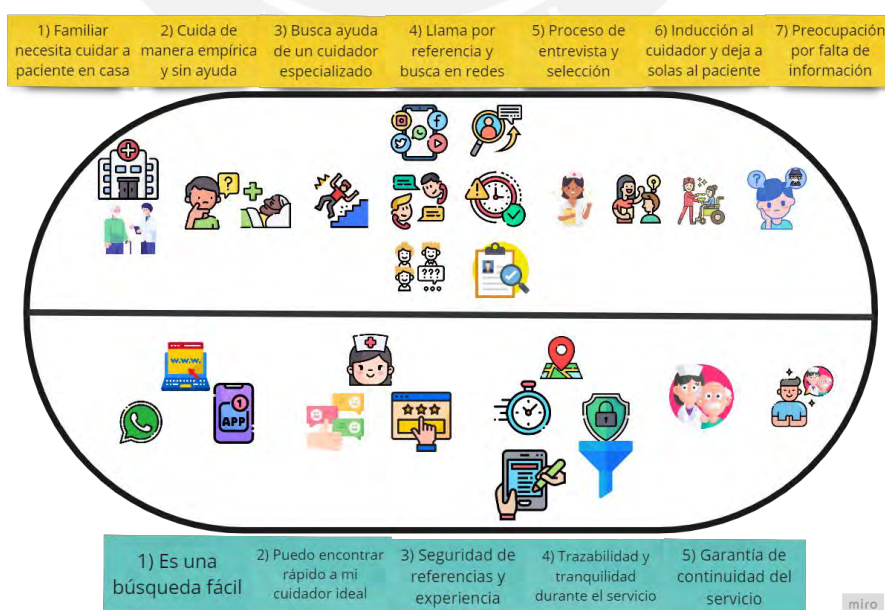 1) Familiar
necesita cuidar a
paciente en casa
2) Cuida de
manera empírica
y sin ayuda
3) Busca ayuda
de un cuidador
especializado
4) Llama por
referencia y
busca en redes
5) Proceso de
entrevista y
selección
6) Inducción al
cuidador y deja a
solas al paciente
7) Preocupación
por falta de
información
?
???
?
www.
1
APP
1) Es una
búsqueda fácil
2) Puedo encontrar
rápido a mi
cuidador ideal
3) Seguridad de
referencias y
experiencia
4) Trazabilidad y
tranquilidad
durante el servicio
5) Garantía de
continuidad del
servicio
miro